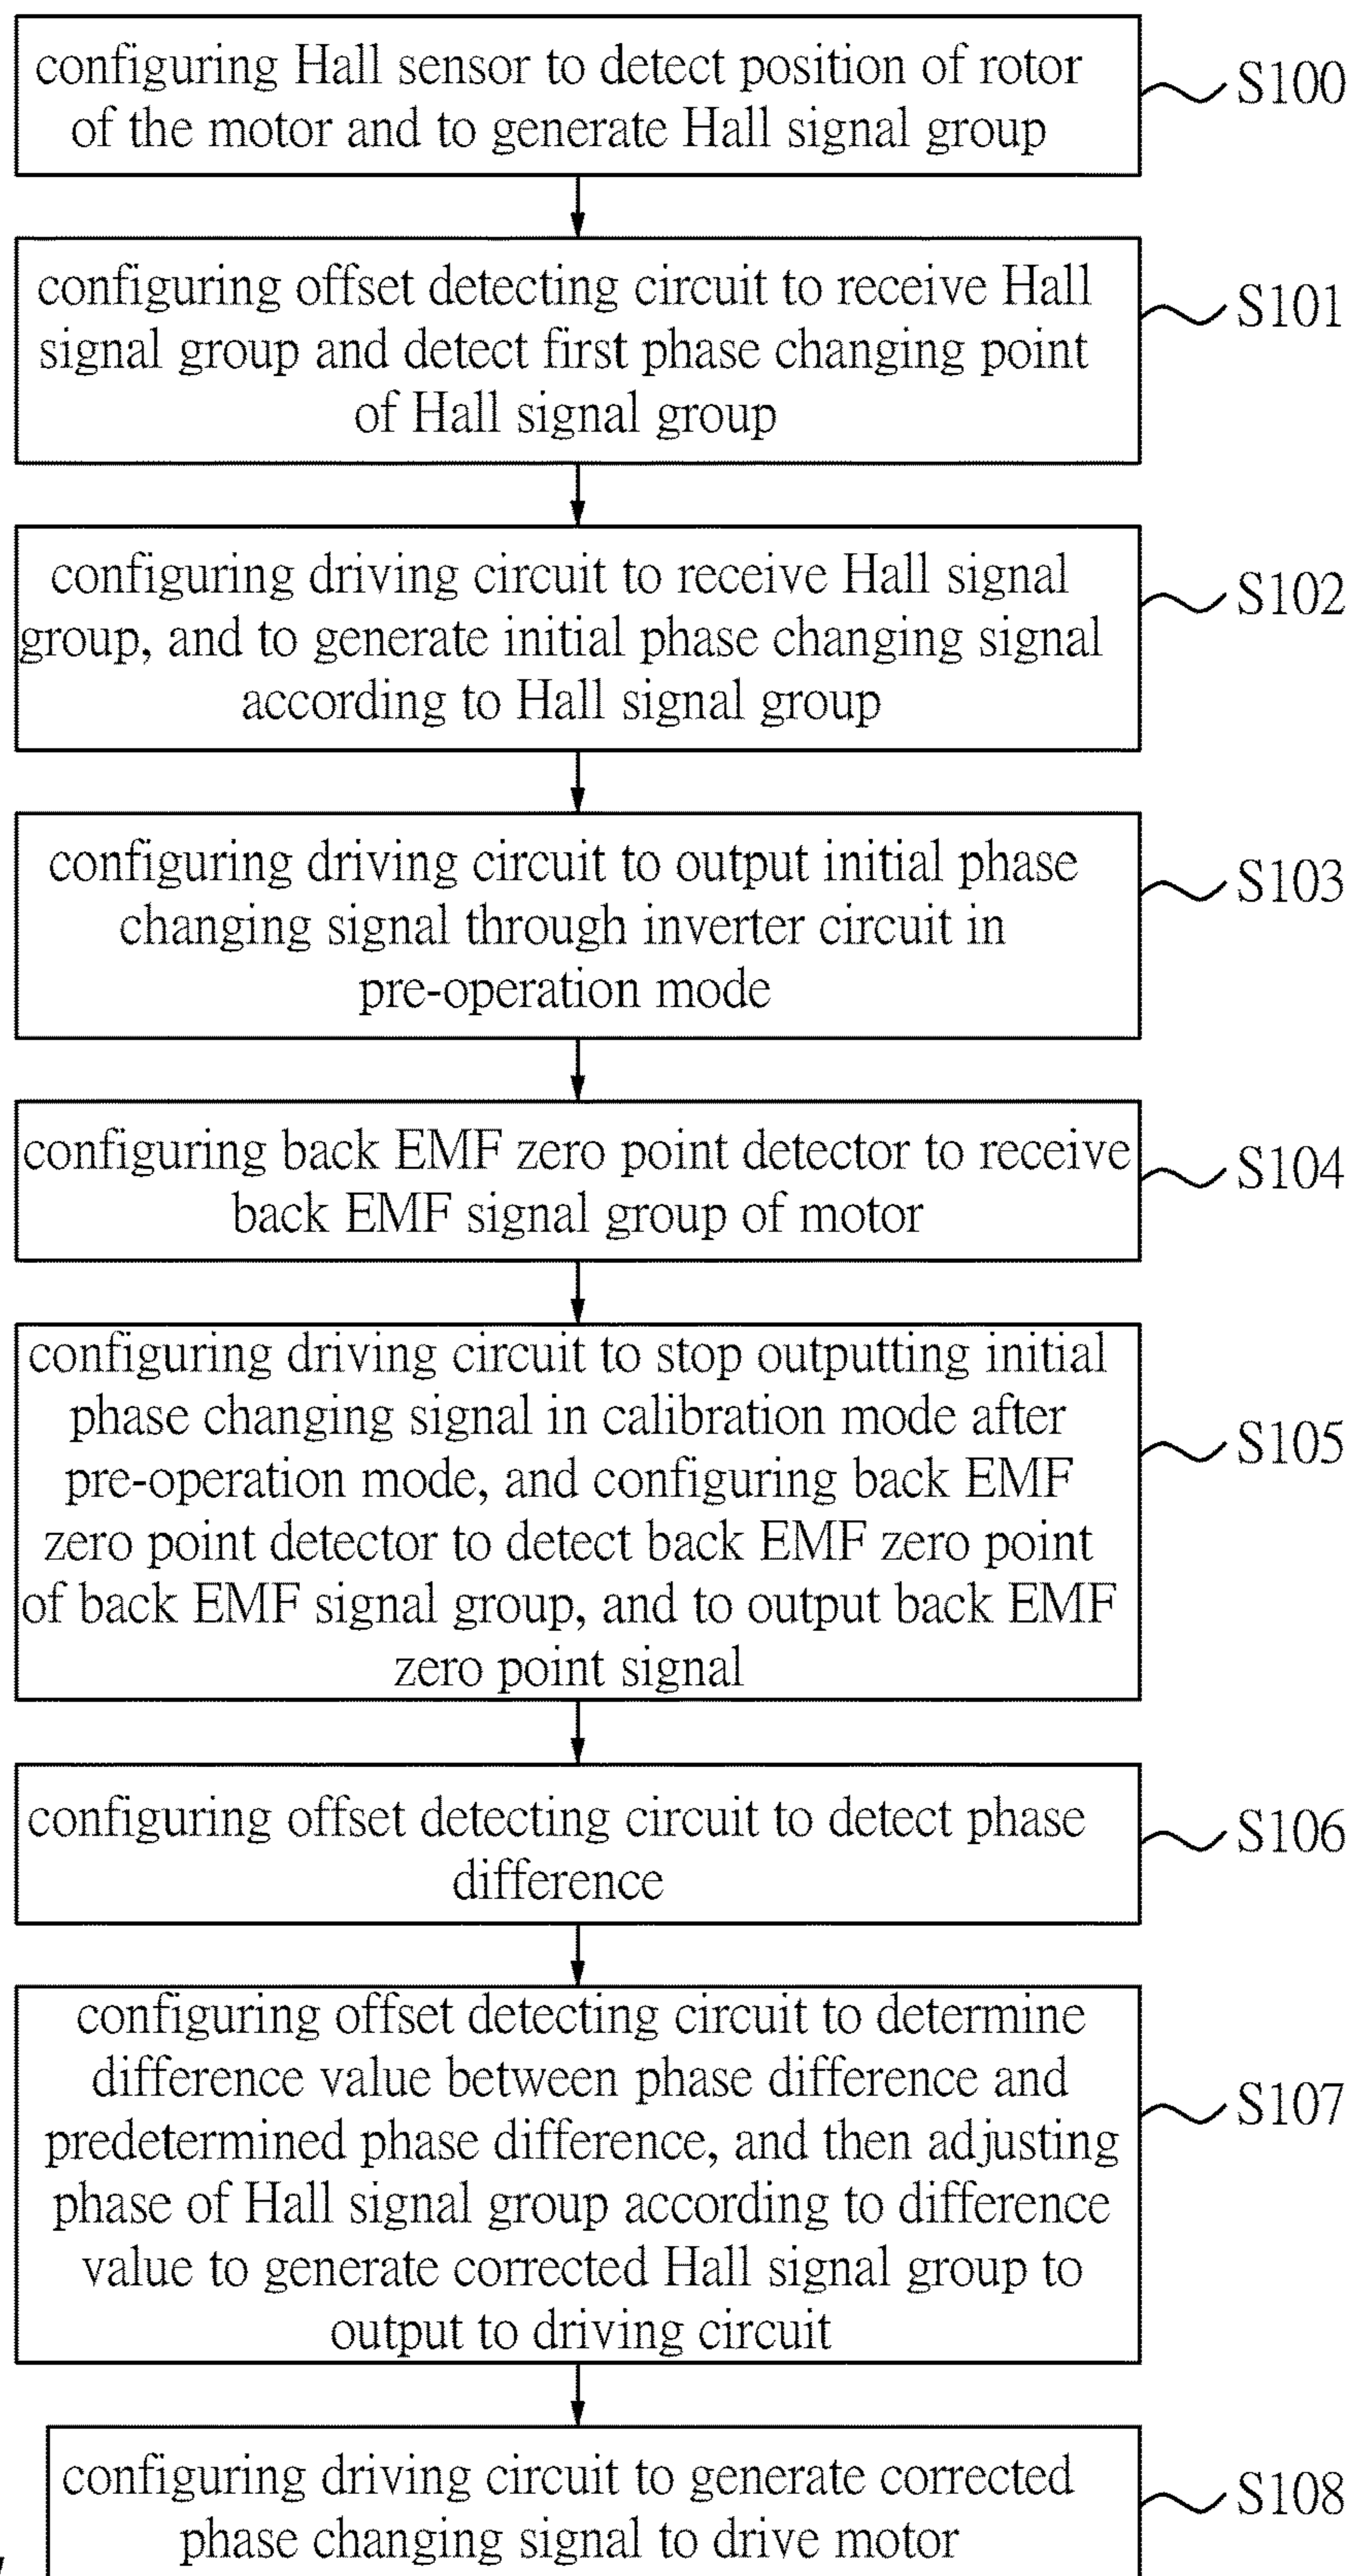 configuring Hall sensor to detect position of rotor
of the motor and to generate Hall signal group
S100
configuring offset detecting circuit to receive Hall
signal group and detect first phase changing point
of Hall signal group
S101
configuring driving circuit to receive Hall signal
group, and to generate initial phase changing signal
according to Hall signal group
S102
configuring driving circuit to output initial phase
changing signal through inverter circuit in
pre-operation mode
S103
configuring back EMF zero point detector to receive
back EMF signal group of motor
S104
configuring driving circuit to stop outputting initial
phase changing signal in calibration mode after
pre-operation mode, and configuring back EMF
zero point detector to detect back EMF zero point
of back EMF signal group, and to output back EMF
zero point signal
S105
configuring offset detecting circuit to detect phase
difference
S106
configuring offset detecting circuit to determine
difference value between phase difference and
predetermined phase difference, and then adjusting
phase of Hall signal group according to difference
value to generate corrected Hall signal group to
output to driving circuit
S107
configuring driving circuit to generate corrected
phase changing signal to drive motor
S108